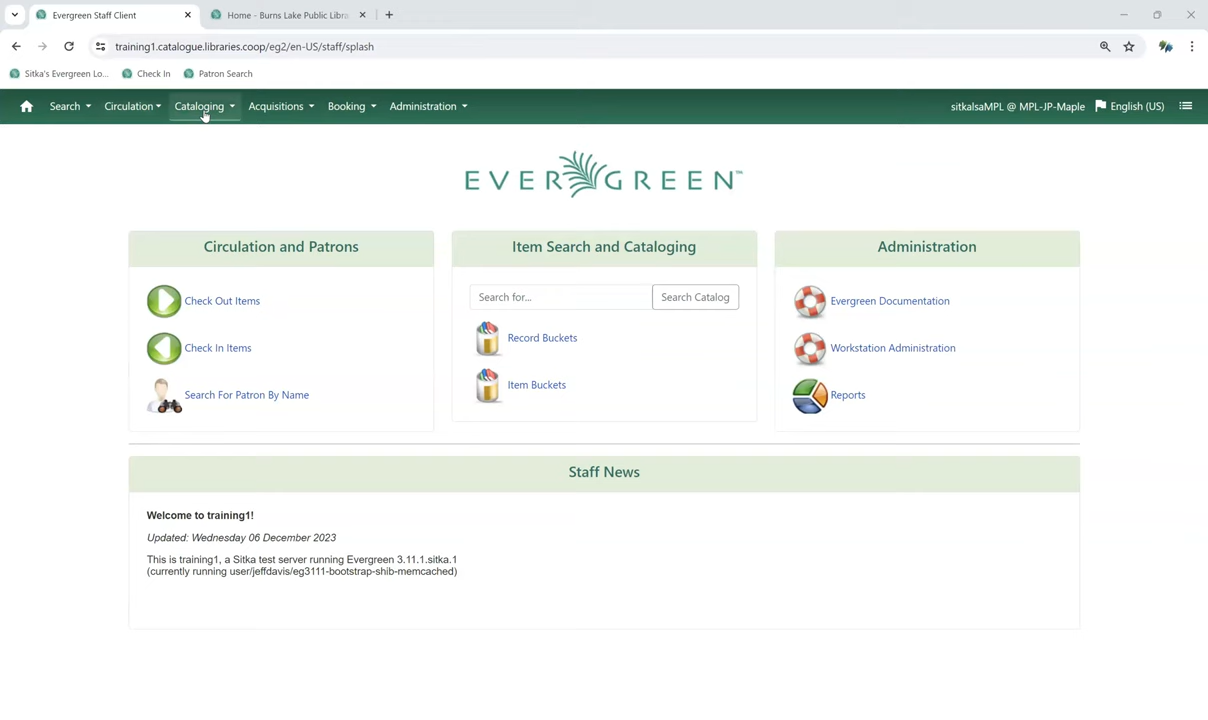 Evergreen Staff Client
Home - Burns Lake Public Libra
training1.catalogue.libraries.coop/eg2/en-US/staff/splash
Sitka's Evergreen Lo... Check In Patron Search
Search Circulation Cataloging Acquisitions Booking Administration sitkalsaMPL @ MPL-JP-Maple English (US)
EVERGREEN™
Circulation and Patrons
Check Out Items
Check In Items
Search For Patron By Name
Item Search and Cataloging
Search for... Search Catalog
Record Buckets
Item Buckets
Administration
Evergreen Documentation
Workstation Administration
Reports
Staff News
Welcome to training1!
Updated: Wednesday 06 December 2023
This is training1, a Sitka test server running Evergreen 3.11.1.sitka.1
(currently running user/jeffdavis/eg3111-bootstrap-shib-memcached)